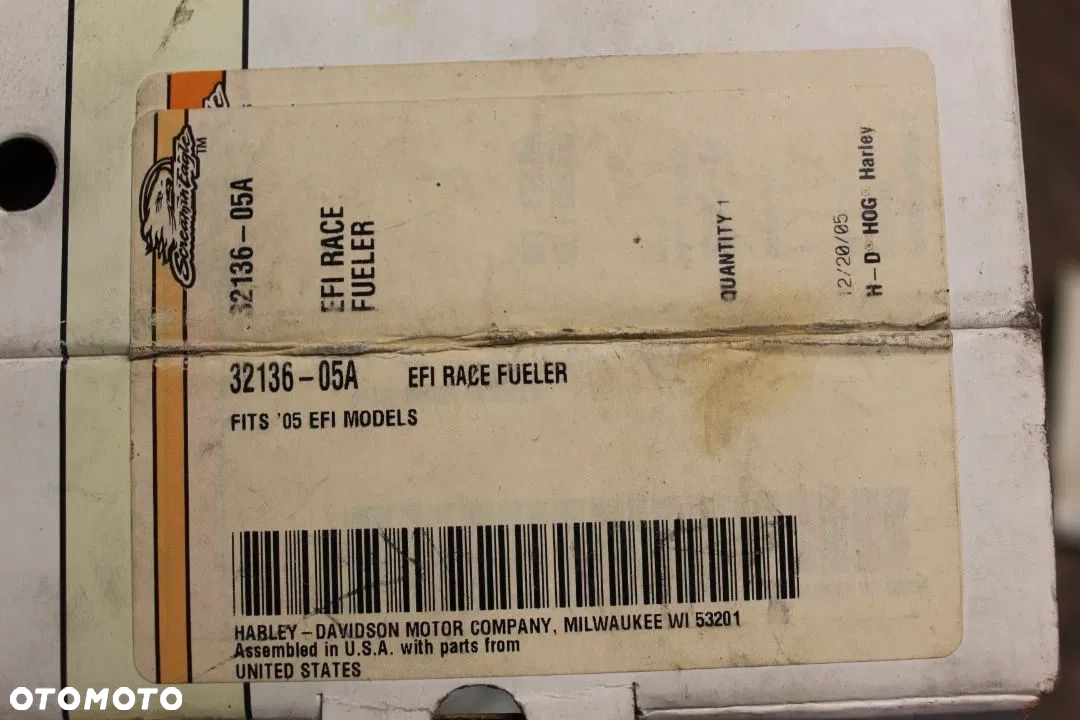 Screamin' Eagle
TM
32136-05A
EFI RACE
FUELER
QUANTITY 1
12/20/05
H-D® HOG® Harley
32136-05A EFI RACE FUELER
FITS '05 EFI MODELS
HARLEY-DAVIDSON MOTOR COMPANY, MILWAUKEE WI 53201
Assembled in U.S.A. with parts from
UNITED STATES
OTOMOTO